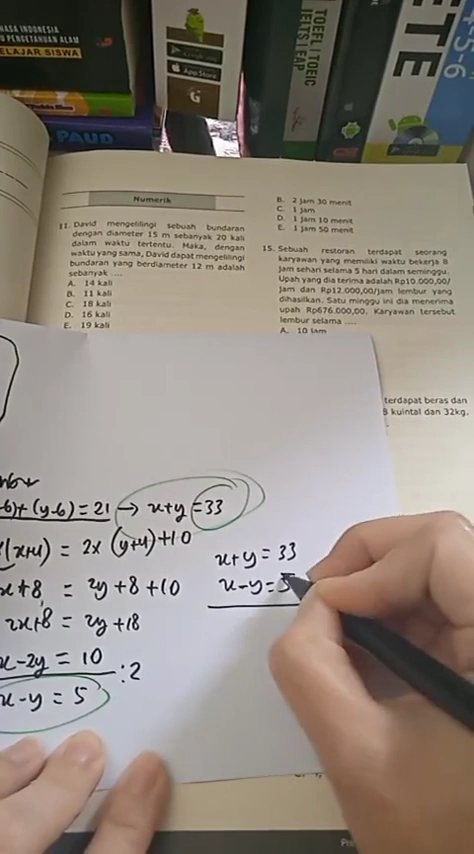 HASA INDONESIA
U PENGETAHUAN ALAM
ELAJAR SISWA
PAUD
App Store
G
TOEFL I TOEIC
IELTS I EAP
ETE
5-6
Numerik
11. David mengelilingi sebuah bundaran
dengan diameter 15 m sebanyak 20 kali
dalam waktu tertentu. Maka, dengan
waktu yang sama, David dapat mengelilingi
bundaran yang berdiameter 12 m adalah
sebanyak ....
A. 14 kali
B. 11 kali
C. 18 kali
D. 16 kali
E. 19 kali
B. 2 jam 30 menit
C. 1 jam
D. 1 jam 10 menit
E. 1 jam 50 menit
15. Sebuah restoran terdapat seorang
karyawan yang memiliki waktu bekerja 8
jam sehari selama 5 hari dalam seminggu.
Upah yang dia terima adalah Rp10.000,00/
jam dan Rp12.000,00/jam lembur yang
dihasilkan. Satu minggu ini dia menerima
upah Rp676.000,00. Karyawan tersebut
lembur selama ....
A. 10 jam
terdapat beras dan
8 kuintal dan 32kg.
-6)+(y-6)=21 → x+y=33
(x+4) = 2x (y+4)+10
x+8 = 2y+8+10
2x+8 = 2y+18
x-2y = 10 :2
x-y = 5
x+y = 33
x-y = 5